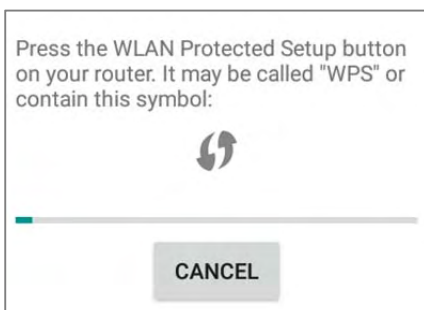 Press the WLAN Protected Setup button
on your router. It may be called "WPS" or
contain this symbol:
CANCEL